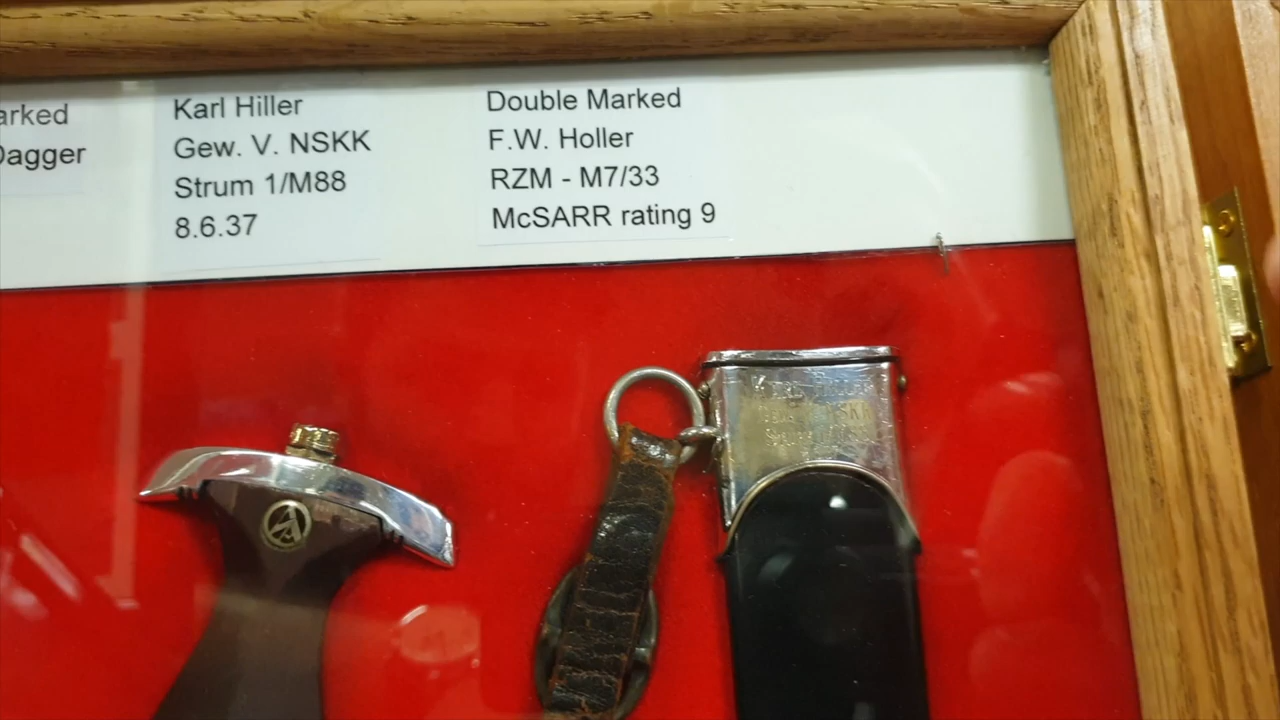 arked
Dagger
Karl Hiller
Gew. V. NSKK
Strum 1/M88
8.6.37
Double Marked
F.W. Holler
RZM - M7/33
McSARR rating 9